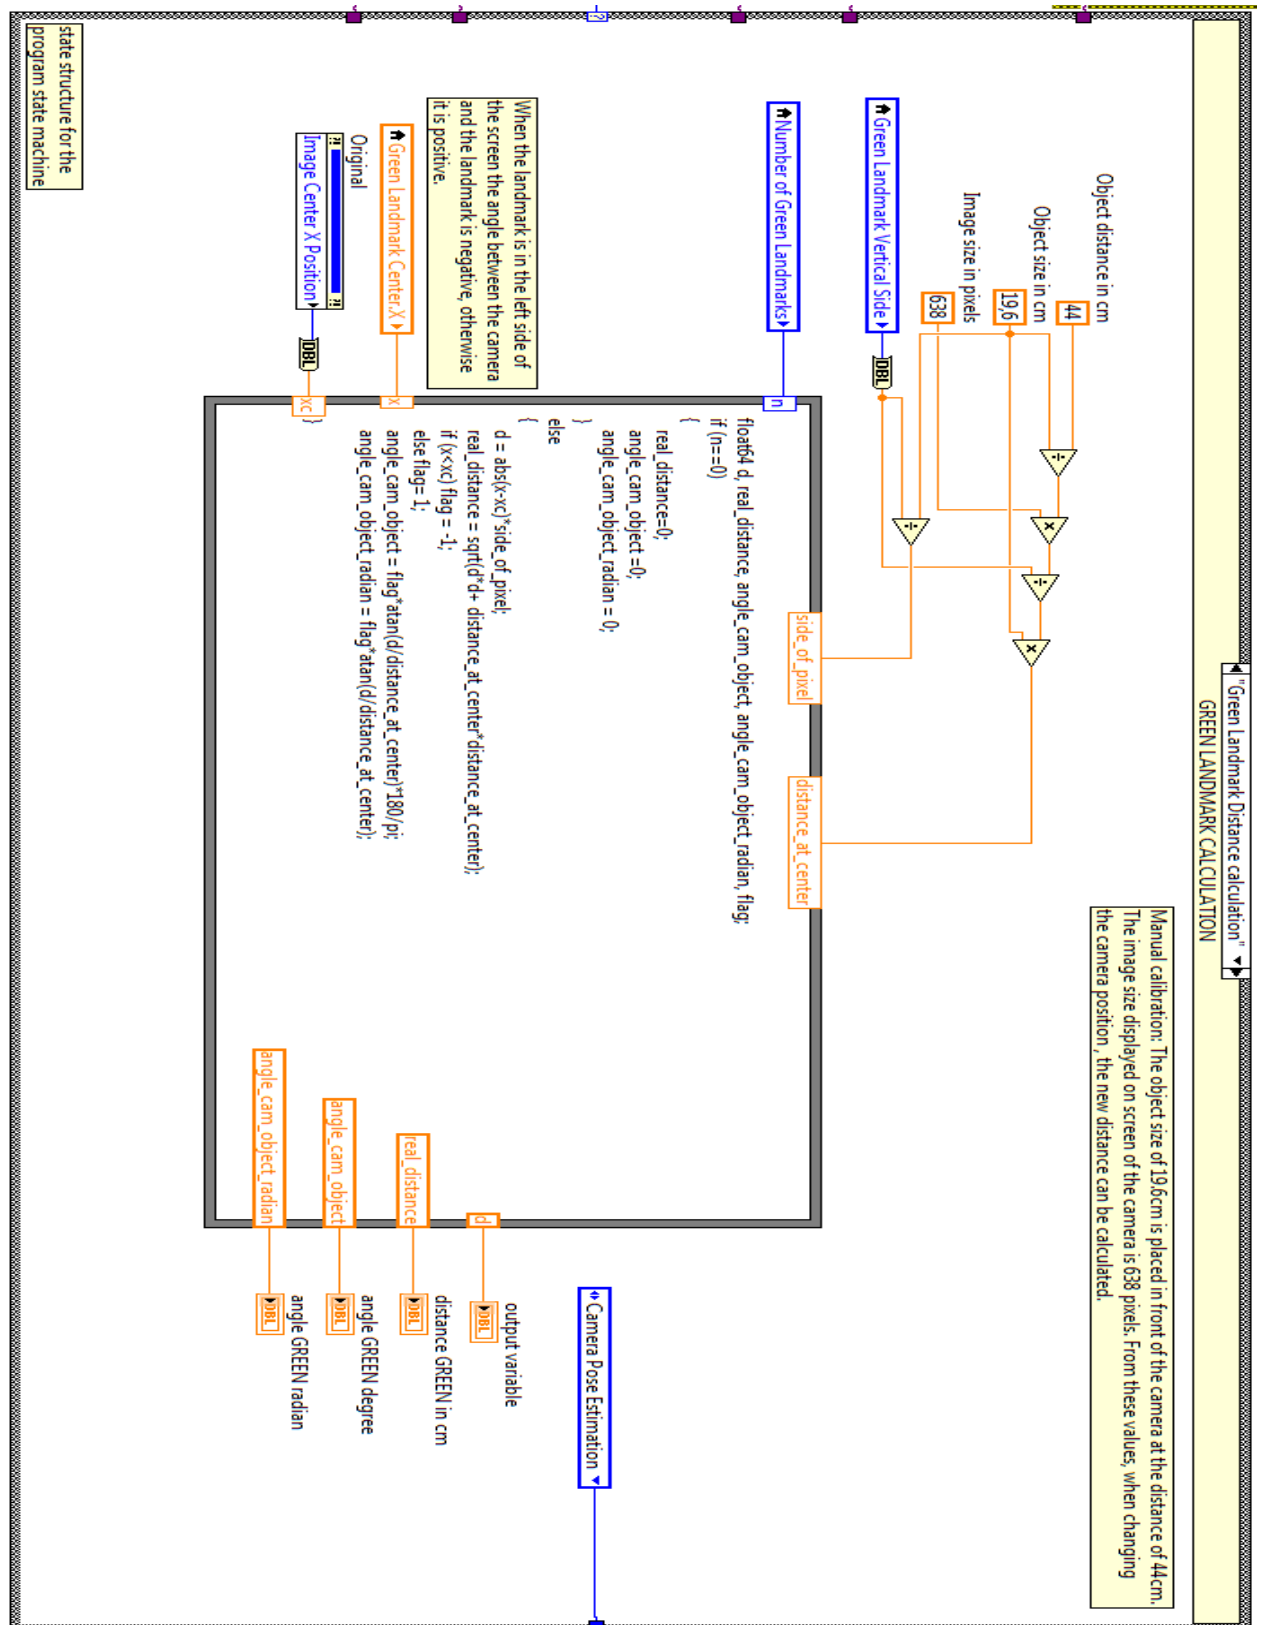 "Green Landmark Distance calculation"
GREEN LANDMARK CALCULATION
Manual calibration: The object size of 19,6cm is placed in front of the camera at the distance of 44cm.
The image size displayed on screen of the camera is 638 pixels. From these values, when changing
the camera position , the new distance can be calculated.
Object distance in cm
44
Object size in cm
19,6
Image size in pixels
638
÷
x
÷
x
÷
Green Landmark Vertical Side
DBL
Number of Green Landmarks
n
side_of_pixel
distance_at_center
float64 d, real_distance, angle_cam_object, angle_cam_object_radian, flag;
if (n==0)
{
real_distance=0;
angle_cam_object =0;
angle_cam_object_radian = 0;
}
else
{
d = abs(x-xc)*side_of_pixel;
real_distance = sqrt(d*d+ distance_at_center*distance_at_center);
if (x<xc) flag = -1;
else flag= 1;
angle_cam_object = flag*atan(d/distance_at_center)*180/pi;
angle_cam_object_radian = flag*atan(d/distance_at_center);
}
When the landmark is in the left side of
the screen the angle between the camera
and the landmark is negative, otherwise
it is positive.
Green Landmark Center.X
x
Original
?!
?!
Image Center X Position
DBL
xc
Camera Pose Estimation
output variable
d
DBL
distance GREEN in cm
real_distance
DBL
angle GREEN degree
angle_cam_object
DBL
angle GREEN radian
angle_cam_object_radian
DBL
state structure for the
program state machine
?